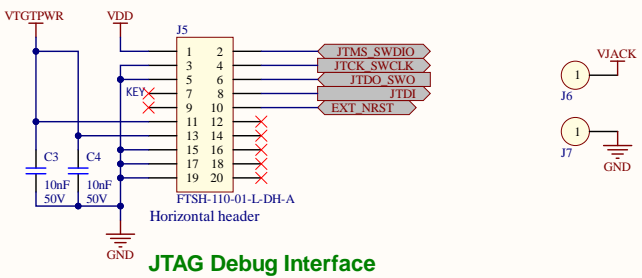 VTGTPWR VDD
J5
1 2 JTMS_SWDIO
3 4 JTCK_SWCLK
5 6 JTDO_SWO
KEY 7 8 JTDI
9 10 EXT_NRST
11 12
13 14
15 16
17 18
19 20
C3 C4
10nF 10nF
50V 50V
FTSH-110-01-L-DH-A
Horizontal header
GND
JTAG Debug Interface
VJACK
1
J6
1
J7
GND